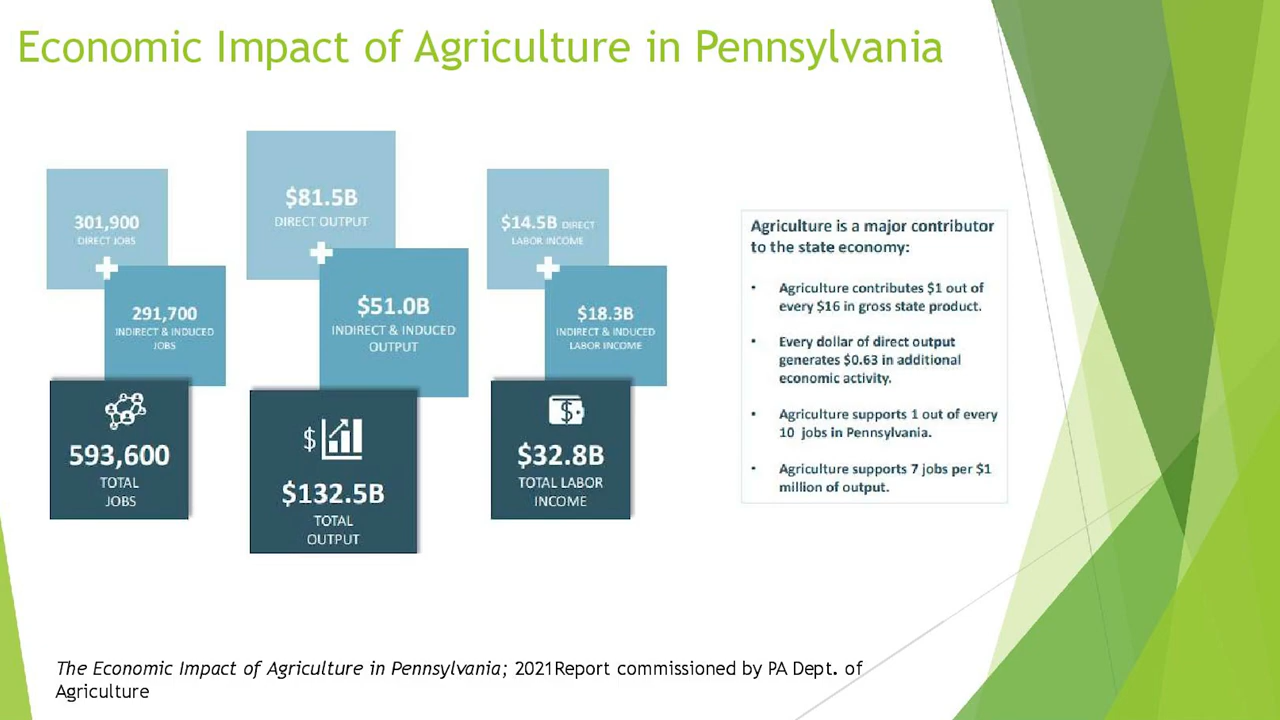 Economic Impact of Agriculture in Pennsylvania
301,900
DIRECT JOBS
291,700
INDIRECT & INDUCED
JOBS
593,600
TOTAL
JOBS
$81.5B
DIRECT OUTPUT
$51.0B
INDIRECT & INDUCED
OUTPUT
$
$132.5B
TOTAL
OUTPUT
$14.5B DIRECT
LABOR INCOME
$18.3B
INDIRECT & INDUCED
LABOR INCOME
$
$32.8B
TOTAL LABOR
INCOME
Agriculture is a major contributor
to the state economy:
• Agriculture contributes $1 out of
every $16 in gross state product.
• Every dollar of direct output
generates $0.63 in additional
economic activity.
• Agriculture supports 1 out of every
10 jobs in Pennsylvania.
• Agriculture supports 7 jobs per $1
million of output.
The Economic Impact of Agriculture in Pennsylvania; 2021Report commissioned by PA Dept. of
Agriculture